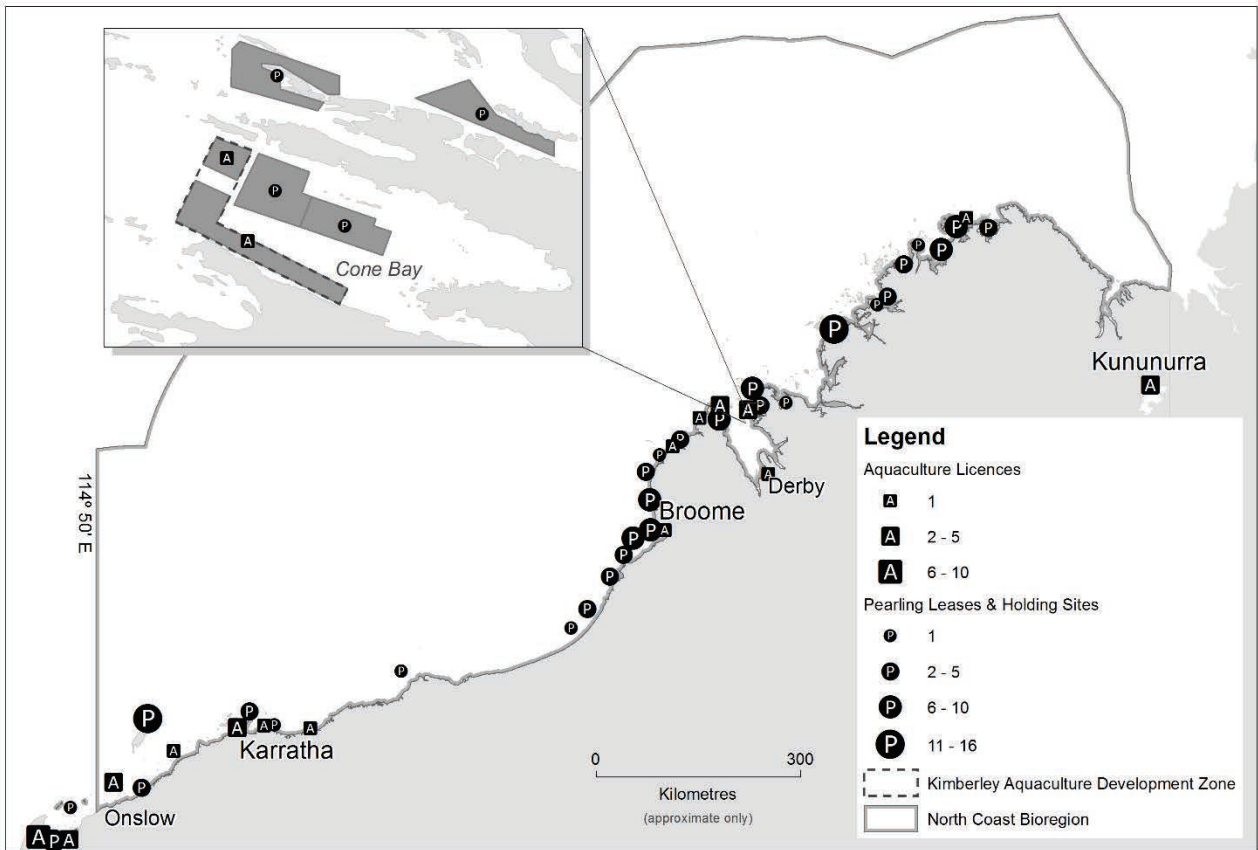 P
P
A
P
P
A
Cone Bay
114° 50' E
A
P
P
P
P
P
P
P
P
P
Kununurra
A
P
A
A
P
P
A
P
P
A
P
P
A
Derby
P
Broome
P
P
A
P
P
P
P
P
P
P
P
A
A
P
A
Karratha
A
A
P
Onslow
P
A
P
A
0
300
Kilometres
(approximate only)
Legend
Aquaculture Licences
A 1
A 2 - 5
A 6 - 10
Pearling Leases & Holding Sites
P 1
P 2 - 5
P 6 - 10
P 11 - 16
Kimberley Aquaculture Development Zone
North Coast Bioregion